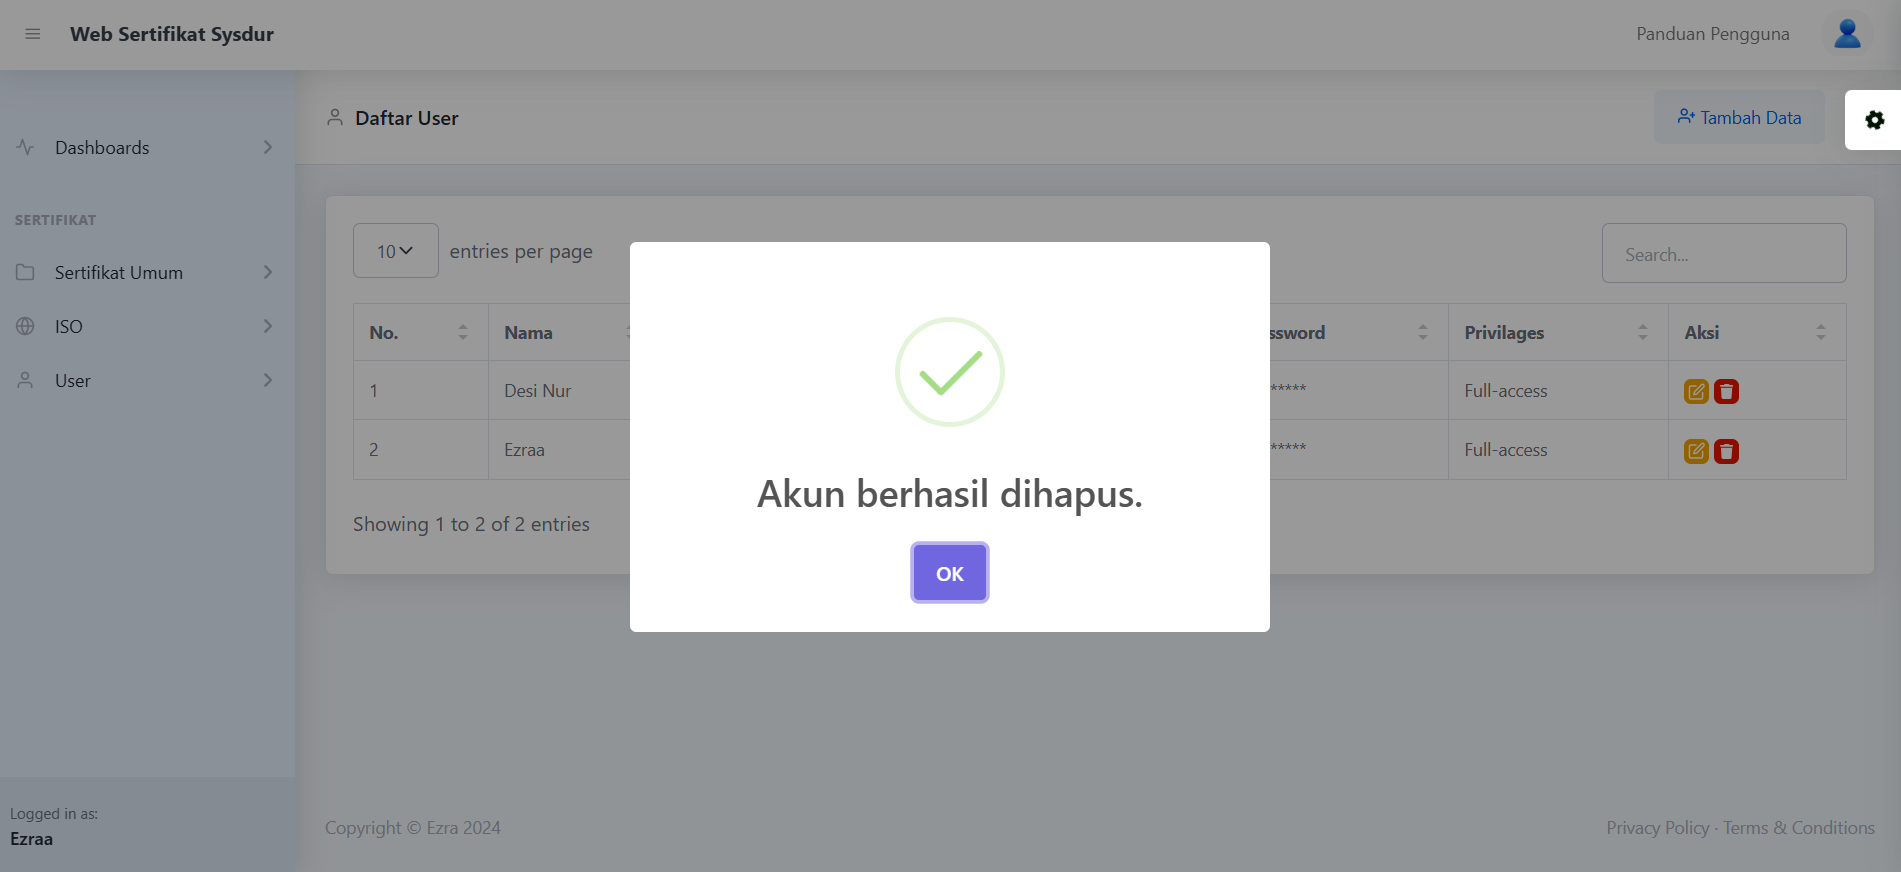 Web Sertifikat Sysdur
Panduan Pengguna
Dashboards
SERTIFIKAT
Sertifikat Umum
ISO
User
Logged in as:
Ezraa
Daftar User
Tambah Data
10 entries per page
Search...
No. Nama ssword Privilages Aksi
1 Desi Nur ***** Full-access
2 Ezraa ***** Full-access
Showing 1 to 2 of 2 entries
Akun berhasil dihapus.
OK
Copyright © Ezra 2024
Privacy Policy · Terms & Conditions